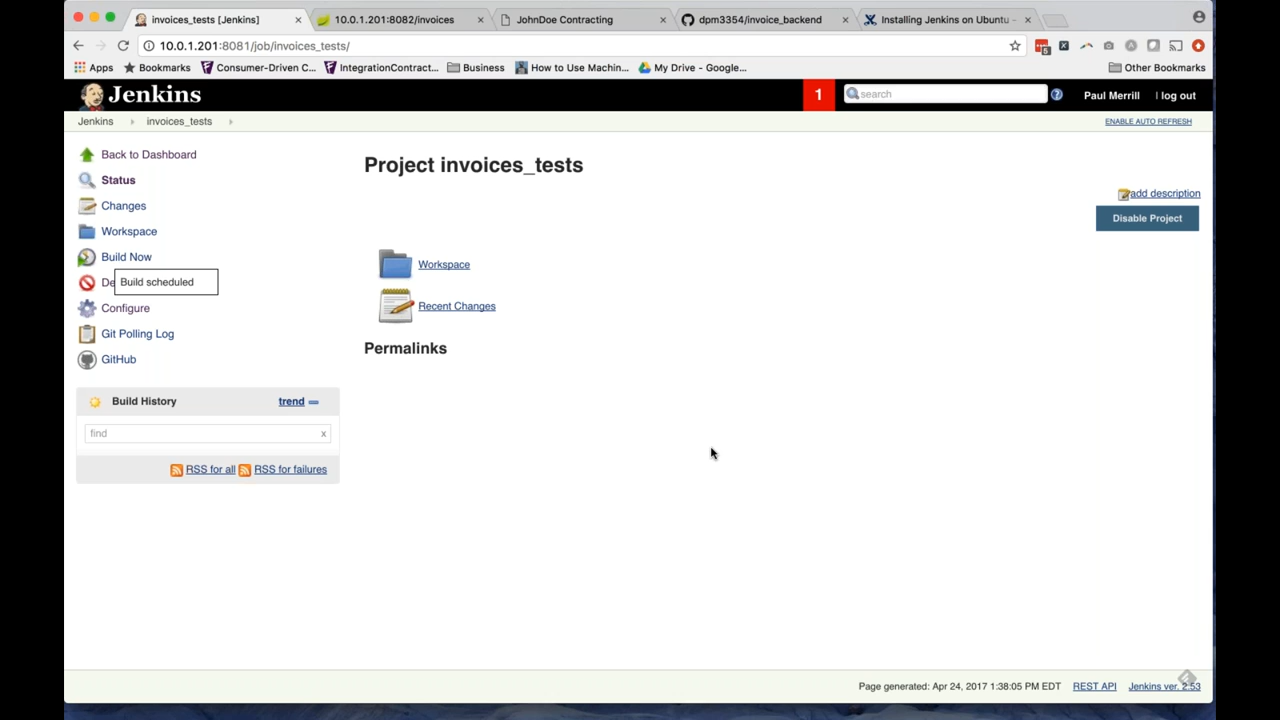 invoices_tests [Jenkins]
10.0.1.201:8082/invoices
JohnDoe Contracting
dpm3354/invoice_backend
Installing Jenkins on Ubuntu -
10.0.1.201:8081/job/invoices_tests/
Apps
Bookmarks
Consumer-Driven C...
IntegrationContract...
Business
How to Use Machin...
My Drive - Google...
Other Bookmarks
Jenkins
1
search
Paul Merrill
log out
Jenkins
invoices_tests
ENABLE AUTO REFRESH
Back to Dashboard
Status
Changes
Workspace
Build Now
De
Build scheduled
Configure
Git Polling Log
GitHub
Build History
trend
find
x
RSS for all
RSS for failures
Project invoices_tests
add description
Disable Project
Workspace
Recent Changes
Permalinks
Page generated: Apr 24, 2017 1:38:05 PM EDT
REST API
Jenkins ver. 2.53